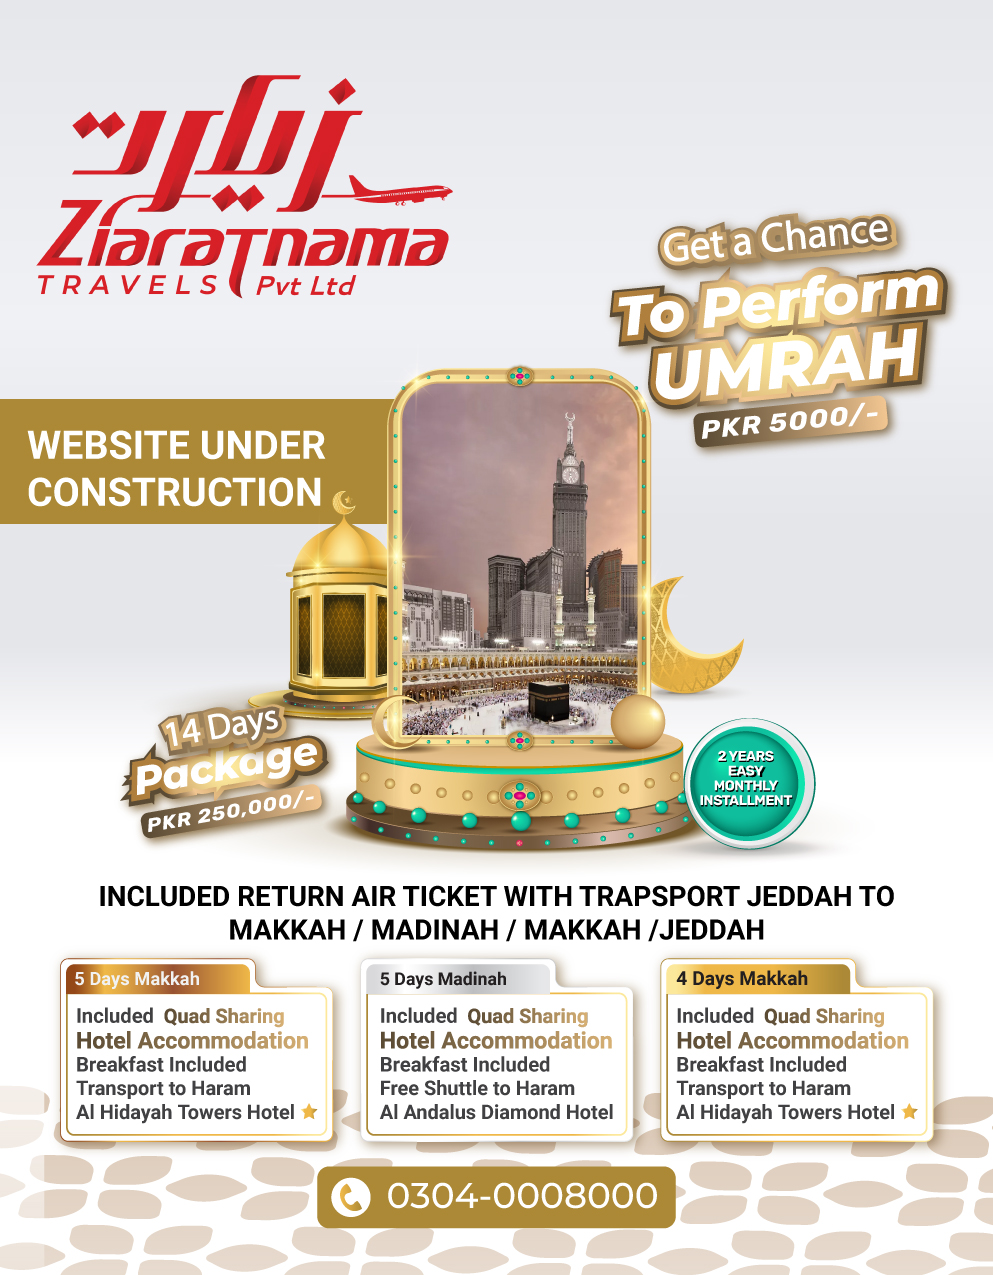 زیارت
Ziaratnama
TRAVELS Pvt Ltd
Get a Chance
To Perform
UMRAH
PKR 5000/-
WEBSITE UNDER
CONSTRUCTION
14 Days
Package
PKR 250,000/-
2 YEARS
EASY
MONTHLY
INSTALLMENT
INCLUDED RETURN AIR TICKET WITH TRAPSPORT JEDDAH TO
MAKKAH / MADINAH / MAKKAH /JEDDAH
5 Days Makkah
Included Quad Sharing
Hotel Accommodation
Breakfast Included
Transport to Haram
Al Hidayah Towers Hotel
5 Days Madinah
Included Quad Sharing
Hotel Accommodation
Breakfast Included
Free Shuttle to Haram
Al Andalus Diamond Hotel
4 Days Makkah
Included Quad Sharing
Hotel Accommodation
Breakfast Included
Transport to Haram
Al Hidayah Towers Hotel
0304-0008000